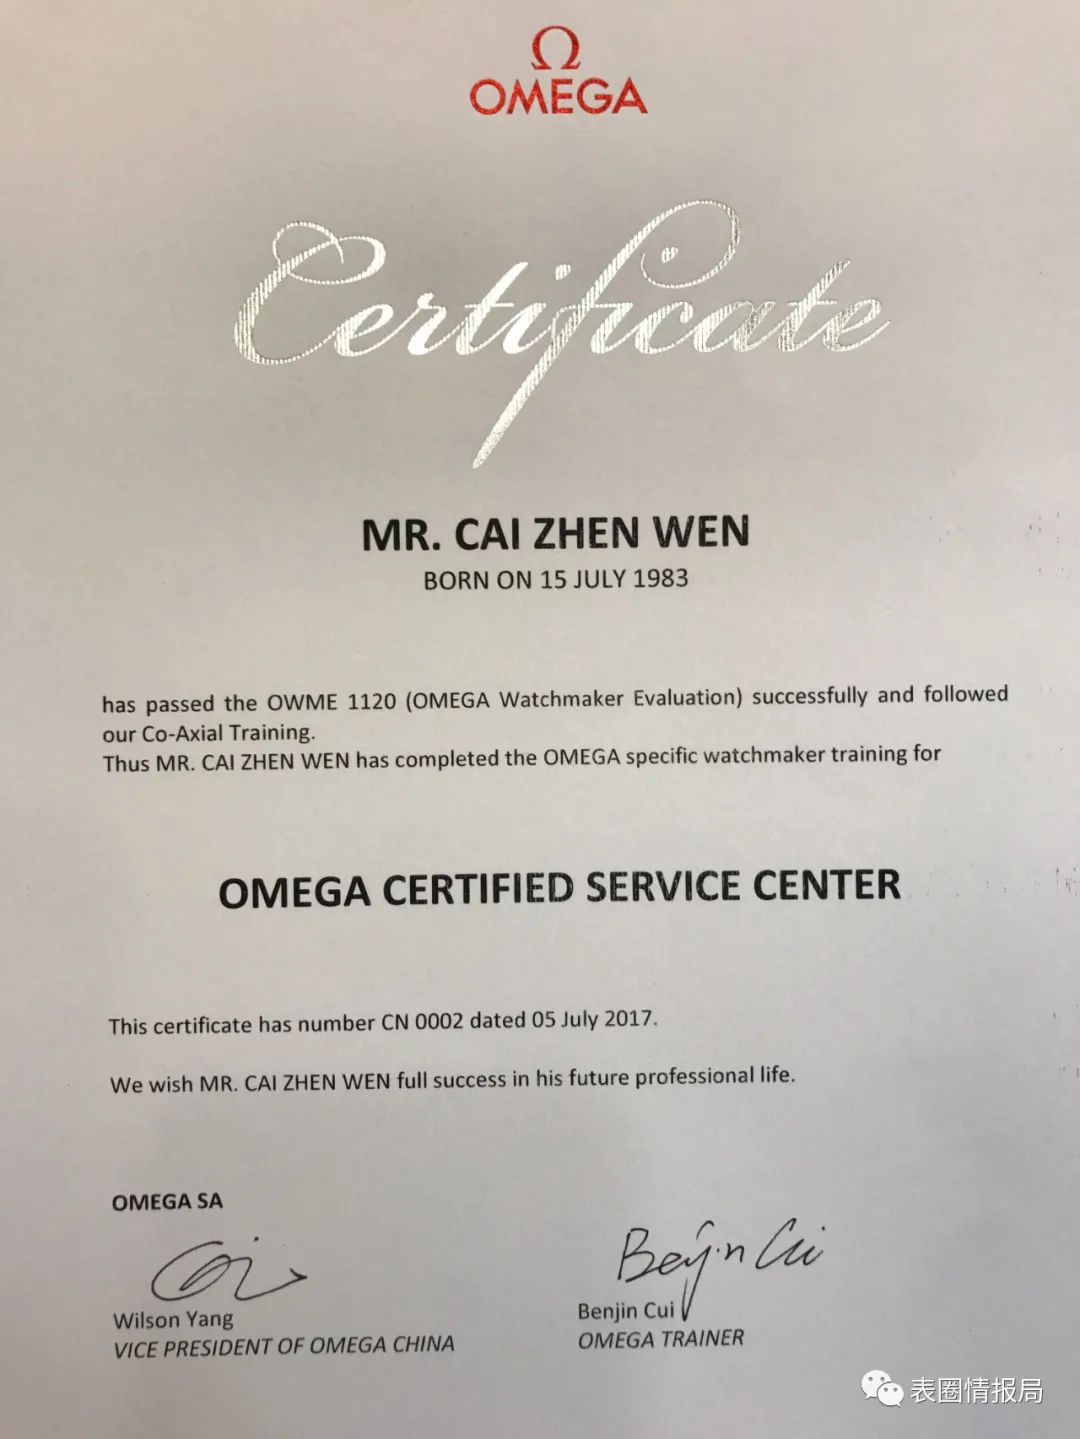 Ω
OMEGA
Certificate
MR. CAI ZHEN WEN
BORN ON 15 JULY 1983
has passed the OWME 1120 (OMEGA Watchmaker Evaluation) successfully and followed
our Co-Axial Training.
Thus MR. CAI ZHEN WEN has completed the OMEGA specific watchmaker training for
OMEGA CERTIFIED SERVICE CENTER
This certificate has number CN 0002 dated 05 July 2017.
We wish MR. CAI ZHEN WEN full success in his future professional life.
OMEGA SA
Benjin Cui
Wilson Yang
Benjin Cui
VICE PRESIDENT OF OMEGA CHINA
OMEGA TRAINER
表圈情报局